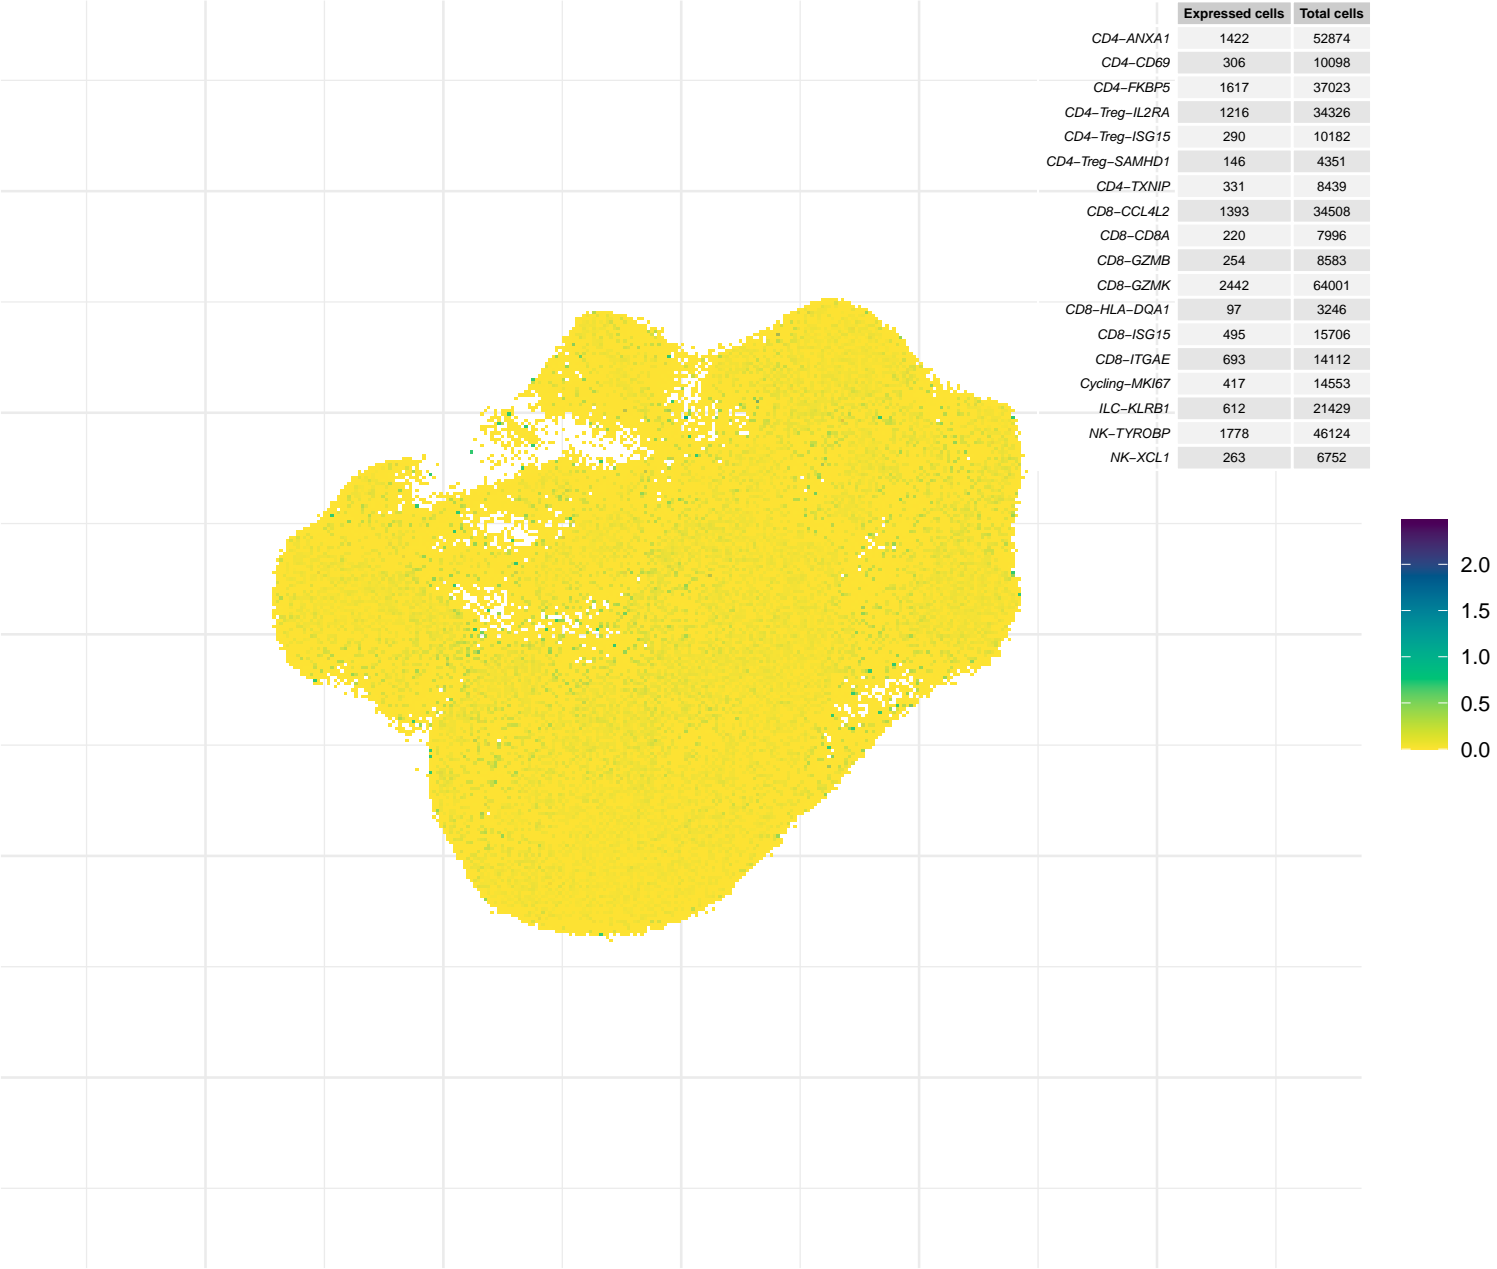 Expressed cells Total cells
CD4−ANXA1 1422 52874
CD4−CD69 306 10098
CD4−FKBP5 1617 37023
CD4−Treg−IL2RA 1216 34326
CD4−Treg−ISG15 290 10182
CD4−Treg−SAMHD1 146 4351
CD4−TXNIP 331 8439
CD8−CCL4L2 1393 34508
CD8−CD8A 220 7996
CD8−GZMB 254 8583
CD8−GZMK 2442 64001
CD8−HLA−DQA1 97 3246
CD8−ISG15 495 15706
CD8−ITGAE 693 14112
Cycling−MKI67 417 14553
ILC−KLRB1 612 21429
NK−TYROBP 1778 46124
NK−XCL1 263 6752
2.0
1.5
1.0
0.5
0.0